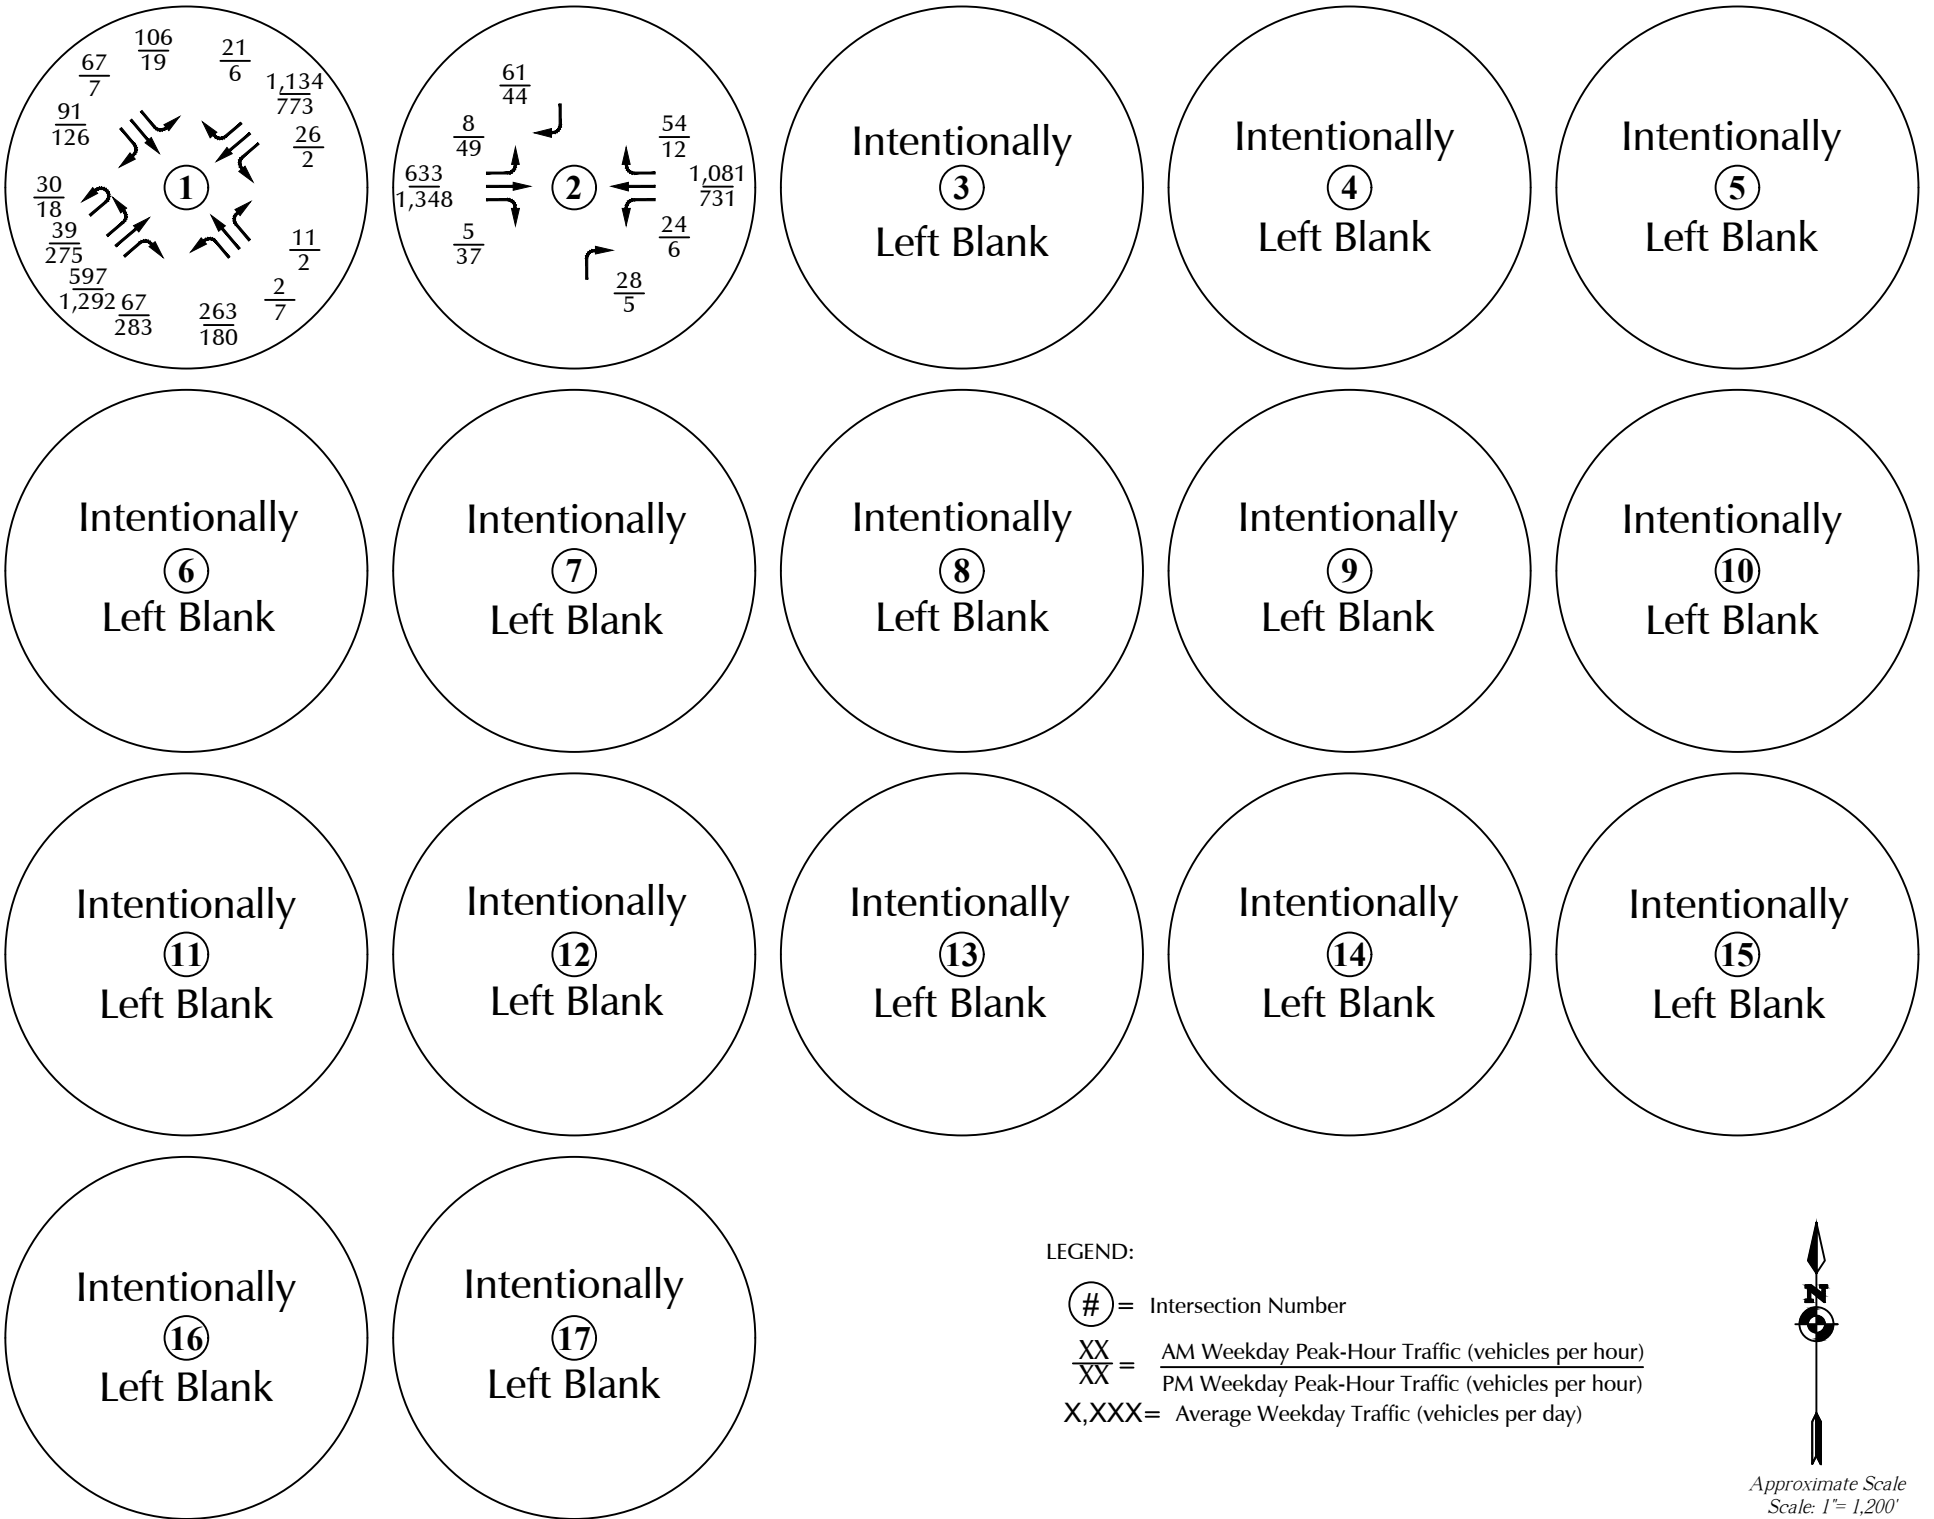 106
19
67
7
21
6
1,134
773
91
126
26
2
30
18
39
275
597
1,292
67
283
263
180
2
7
11
2
1
61
44
8
49
54
12
633
1,348
1,081
731
5
37
24
6
28
5
2
Intentionally
3
Left Blank
Intentionally
4
Left Blank
Intentionally
5
Left Blank
Intentionally
6
Left Blank
Intentionally
7
Left Blank
Intentionally
8
Left Blank
Intentionally
9
Left Blank
Intentionally
10
Left Blank
Intentionally
11
Left Blank
Intentionally
12
Left Blank
Intentionally
13
Left Blank
Intentionally
14
Left Blank
Intentionally
15
Left Blank
Intentionally
16
Left Blank
Intentionally
17
Left Blank
LEGEND:
# = Intersection Number
XX
XX
=
AM Weekday Peak-Hour Traffic (vehicles per hour)
PM Weekday Peak-Hour Traffic (vehicles per hour)
X,XXX= Average Weekday Traffic (vehicles per day)
N
Approximate Scale
Scale: 1"= 1,200'